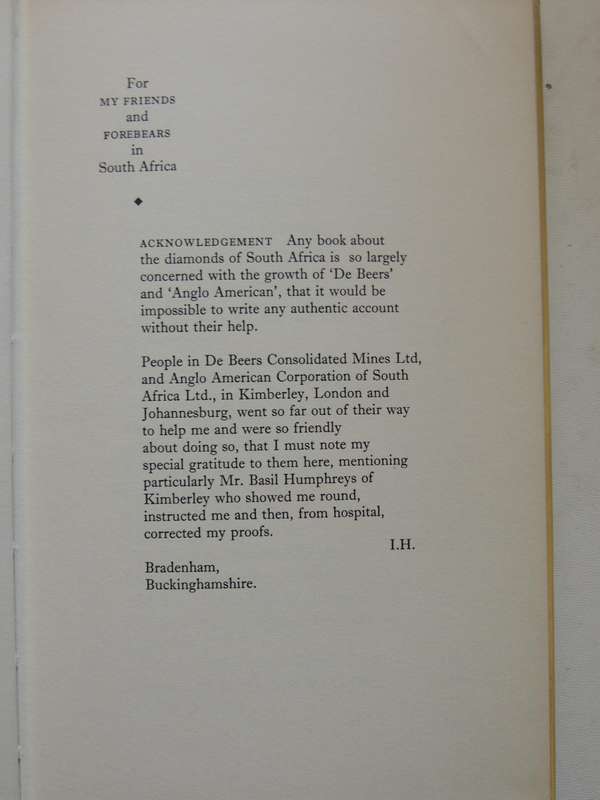 For
MY FRIENDS
and
FOREBEARS
in
South Africa
ACKNOWLEDGEMENT Any book about
the diamonds of South Africa is so largely
concerned with the growth of 'De Beers'
and 'Anglo American', that it would be
impossible to write any authentic account
without their help.
People in De Beers Consolidated Mines Ltd,
and Anglo American Corporation of South
Africa Ltd., in Kimberley, London and
Johannesburg, went so far out of their way
to help me and were so friendly
about doing so, that I must note my
special gratitude to them here, mentioning
particularly Mr. Basil Humphreys of
Kimberley who showed me round,
instructed me and then, from hospital,
corrected my proofs.
I.H.
Bradenham,
Buckinghamshire.